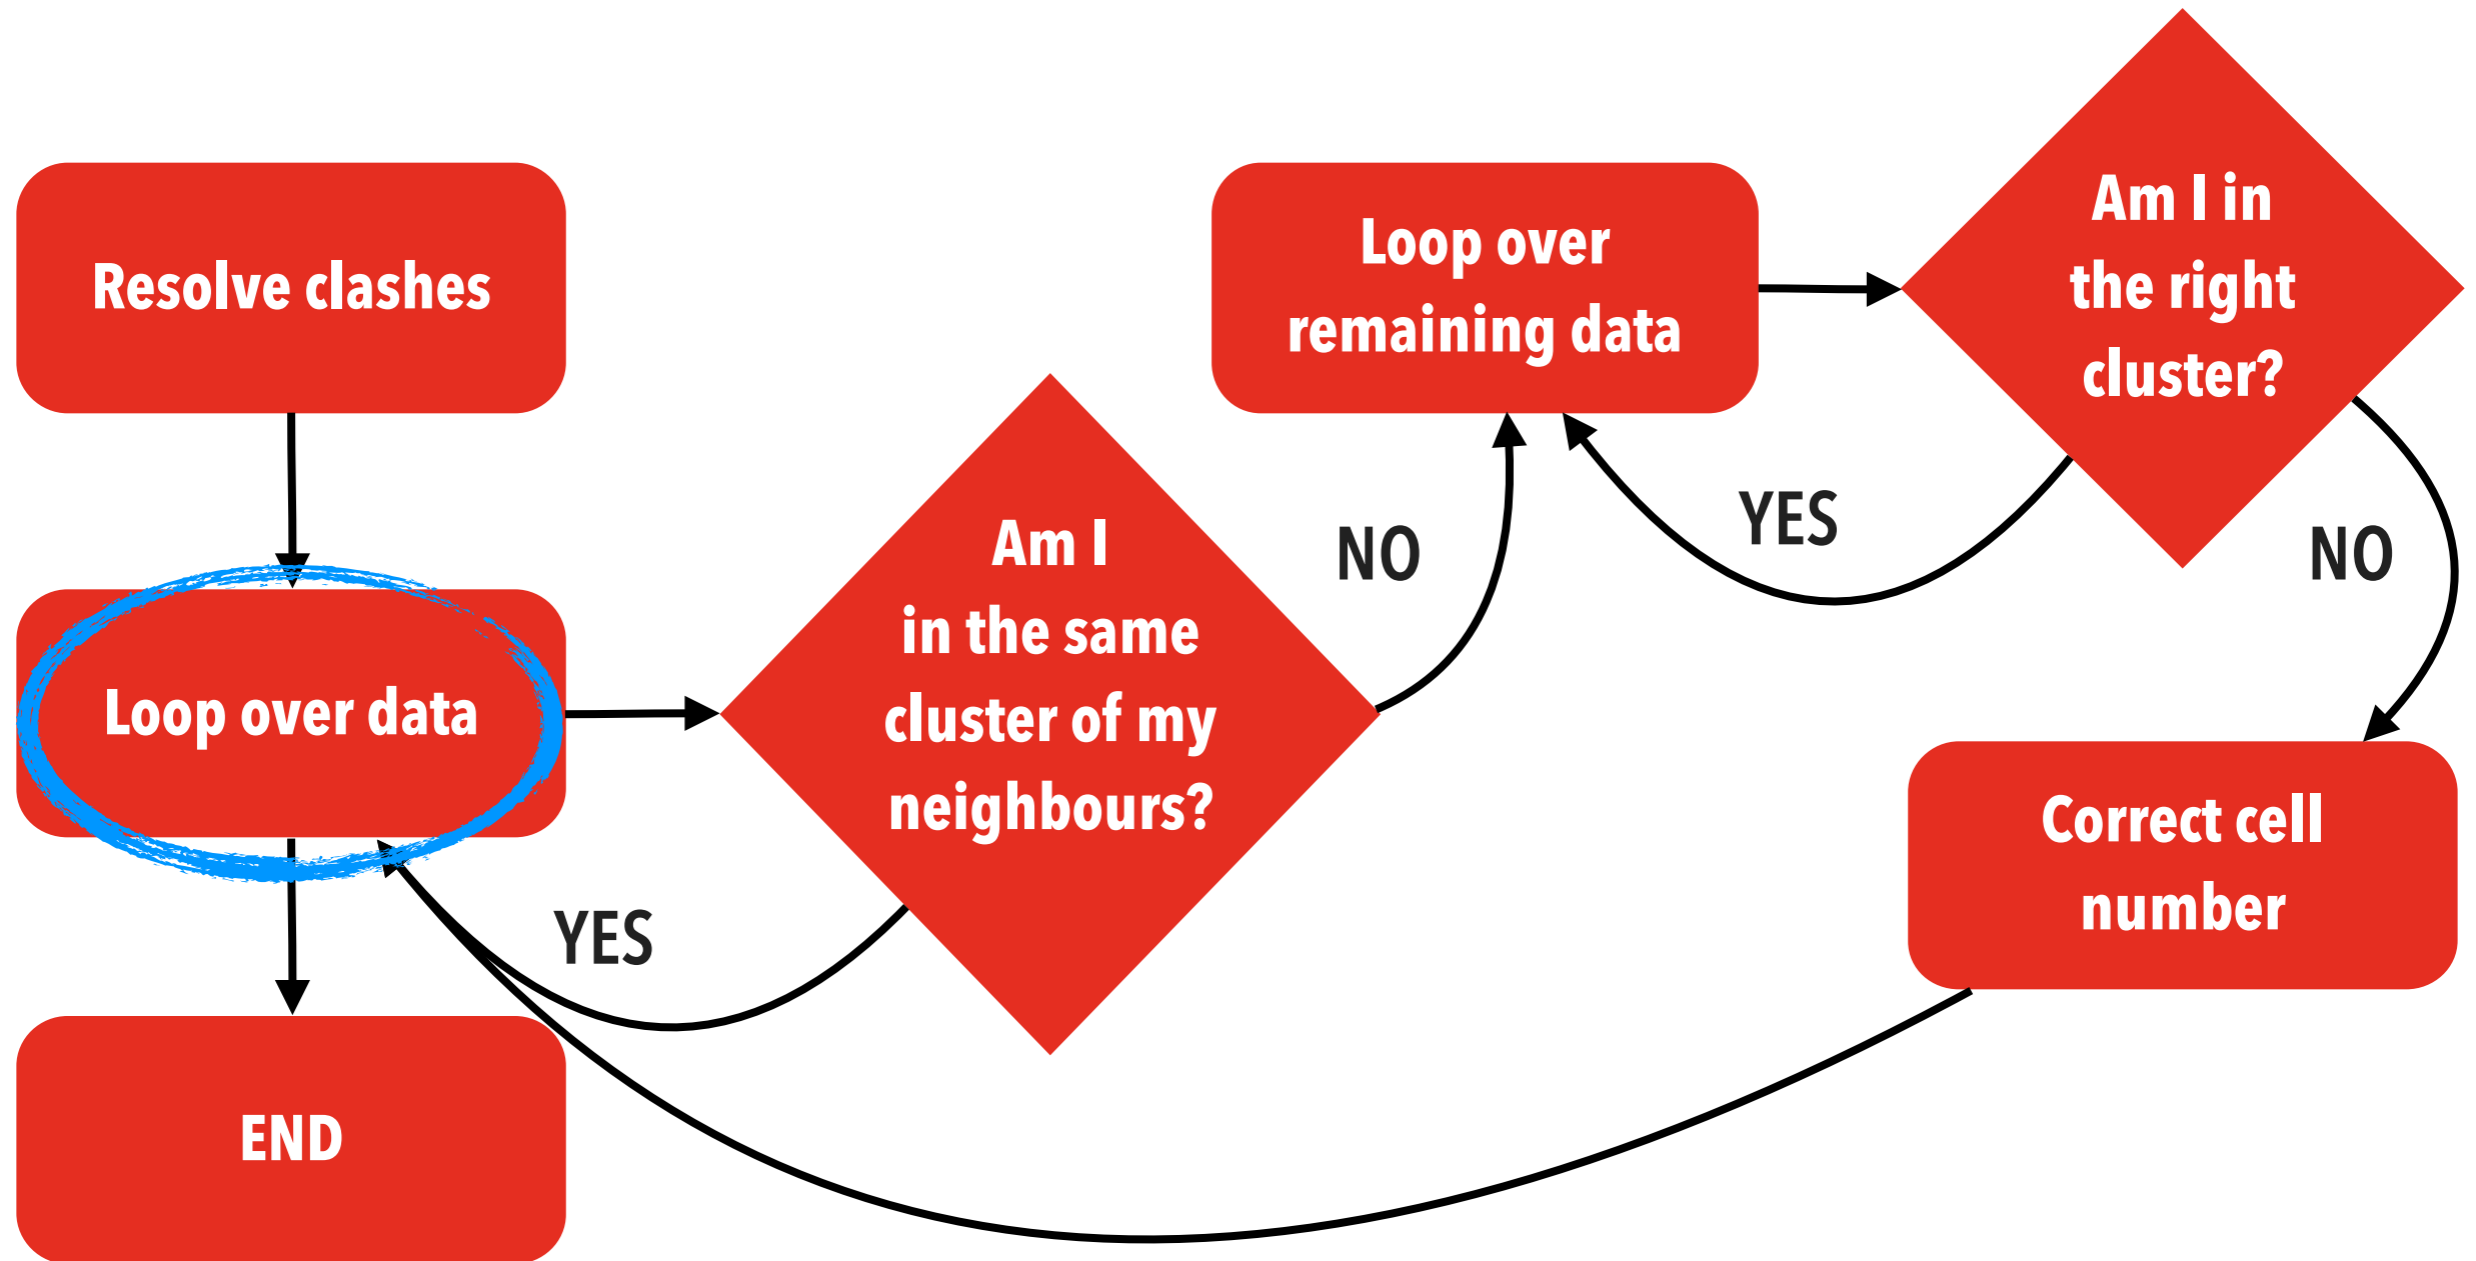 Resolve clashes
Loop over data
END
Am I
in the same
cluster of my
neighbours?
YES
NO
Loop over
remaining data
Am I in
the right
cluster?
YES
NO
Correct cell
number